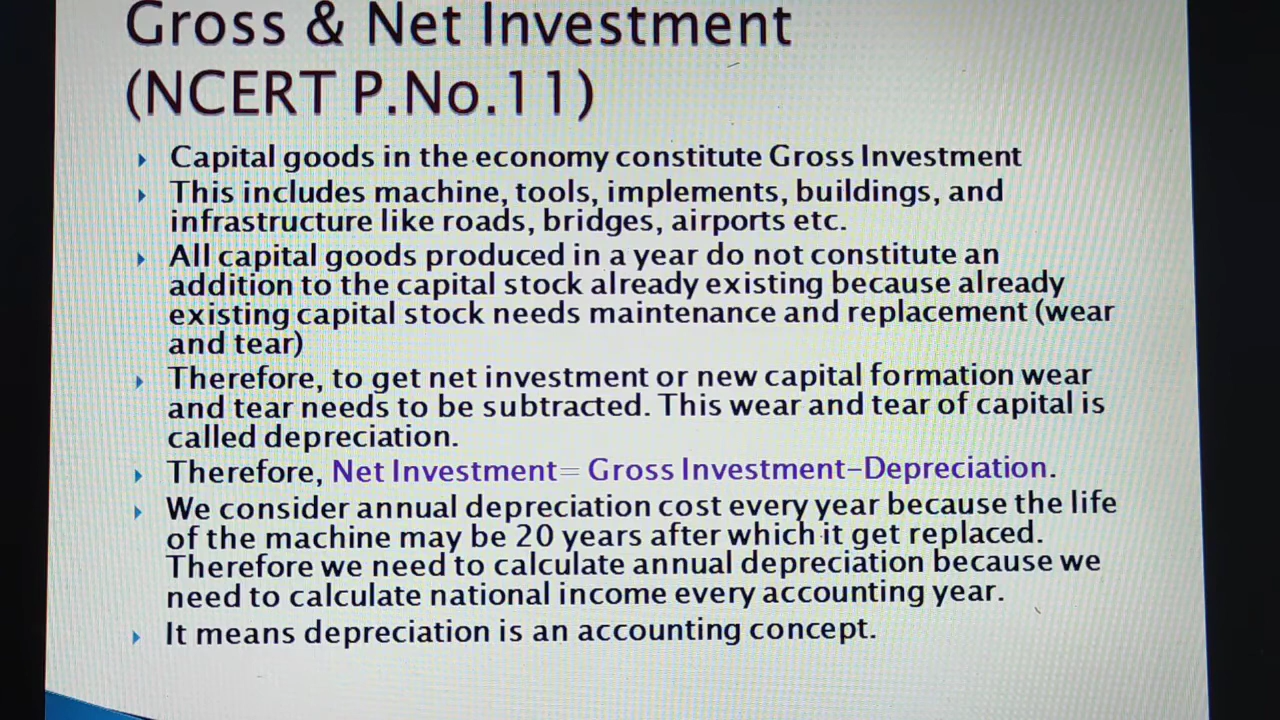 Gross & Net Investment
(NCERT P.No.11)
Capital goods in the economy constitute Gross Investment
This includes machine, tools, implements, buildings, and
infrastructure like roads, bridges, airports etc.
All capital goods produced in a year do not constitute an
addition to the capital stock already existing because already
existing capital stock needs maintenance and replacement (wear
and tear)
Therefore, to get net investment or new capital formation wear
and tear needs to be subtracted. This wear and tear of capital is
called depreciation.
Therefore, Net Investment= Gross Investment–Depreciation.
We consider annual depreciation cost every year because the life
of the machine may be 20 years after which it get replaced.
Therefore we need to calculate annual depreciation because we
need to calculate national income every accounting year.
It means depreciation is an accounting concept.